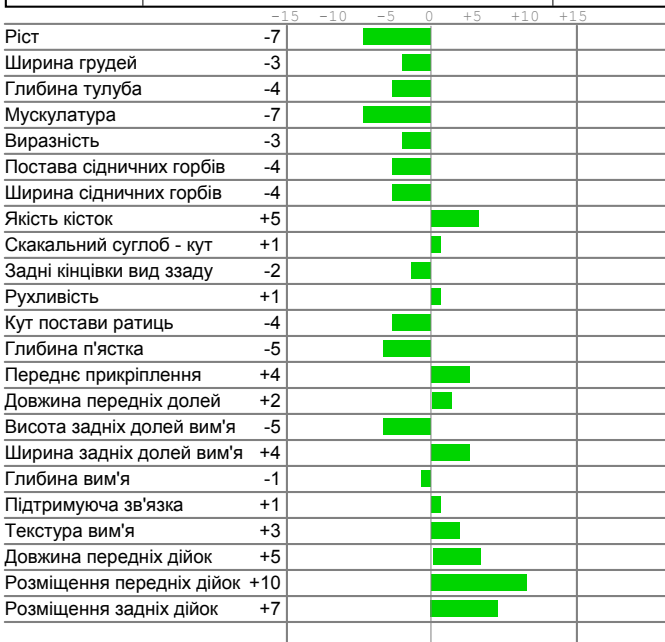 -15 -10 -5 0 +5 +10 +15
Ріст -7
Ширина грудей -3
Глибина тулуба -4
Мускулатура -7
Виразність -3
Постава сідничних горбів -4
Ширина сідничних горбів -4
Якість кісток +5
Скакальний суглоб - кут +1
Задні кінцівки вид ззаду -2
Рухливість +1
Кут постави ратиць -4
Глибина п'ястка -5
Переднє прикріплення +4
Довжина передніх долей +2
Висота задніх долей вим'я -5
Ширина задніх долей вим'я +4
Глибина вим'я -1
Підтримуюча зв'язка +1
Текстура вим'я +3
Довжина передніх дійок +5
Розміщення передніх дійок +10
Розміщення задніх дійок +7